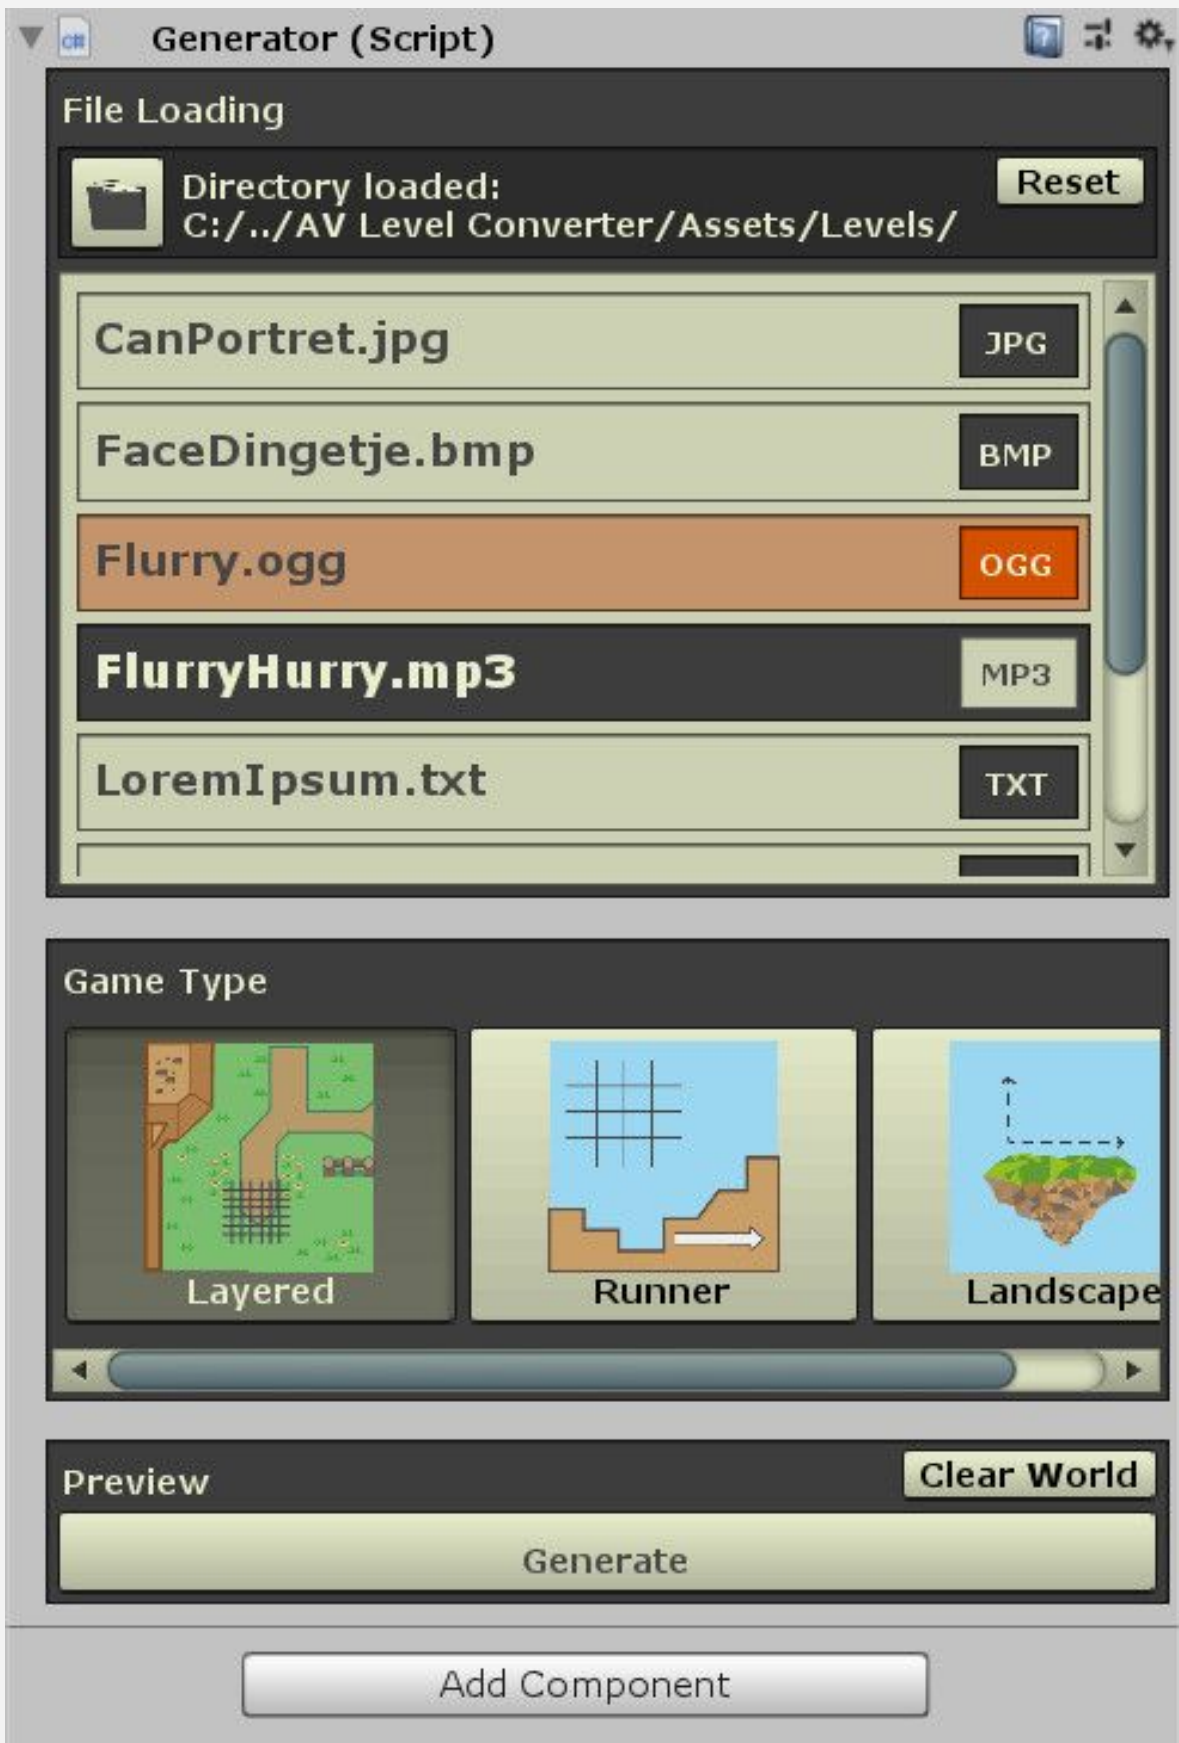 Generator (Script)
File Loading
Directory loaded:
C:/../AV Level Converter/Assets/Levels/
Reset
CanPortret.jpg
JPG
FaceDingetje.bmp
BMP
Flurry.ogg
OGG
FlurryHurry.mp3
MP3
LoremIpsum.txt
TXT
Game Type
Layered
Runner
Landscape
Preview
Clear World
Generate
Add Component